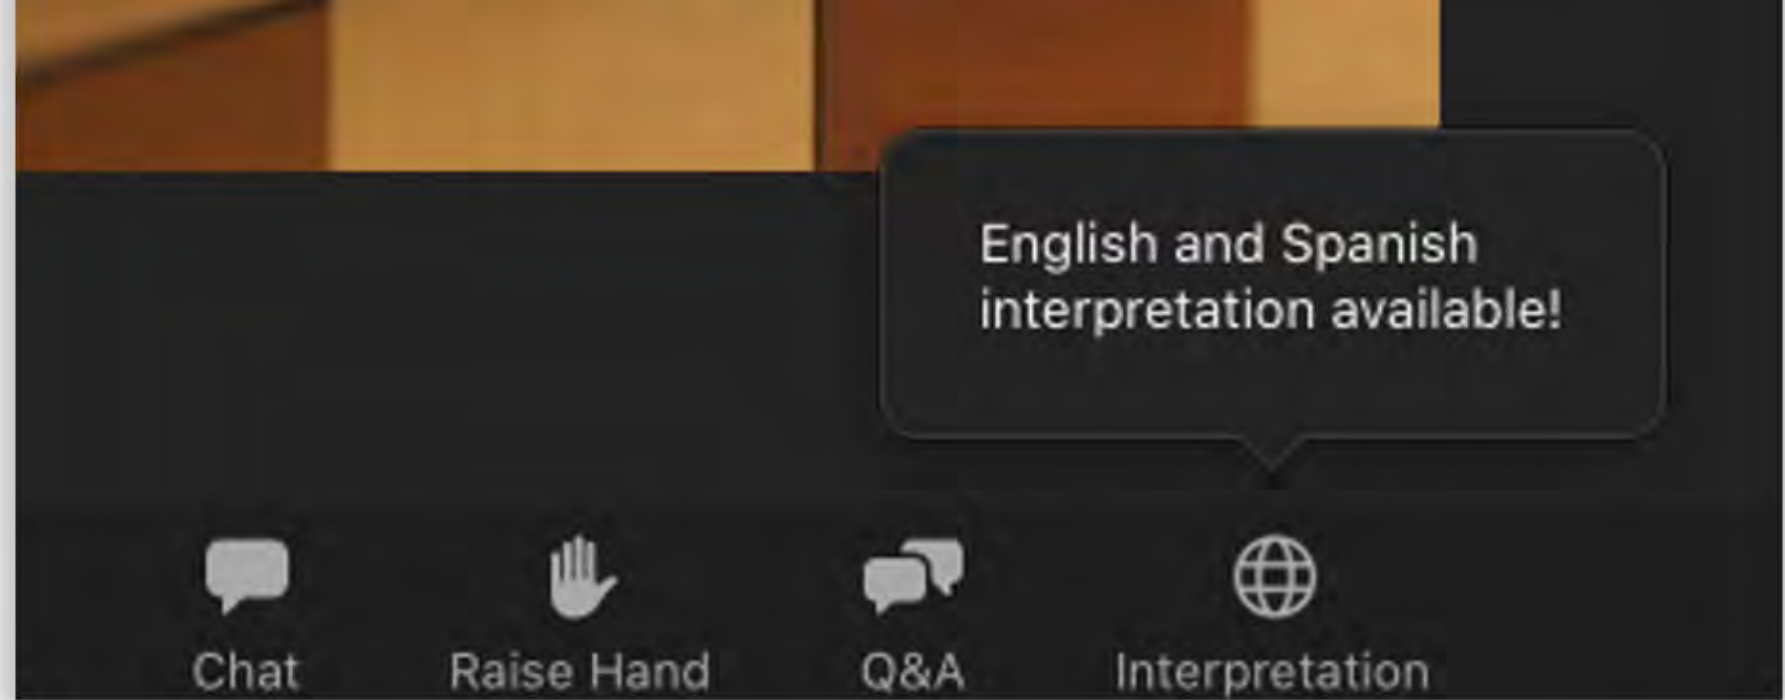 English and Spanish
interpretation available!
Chat
Raise Hand
Q&A
Interpretation